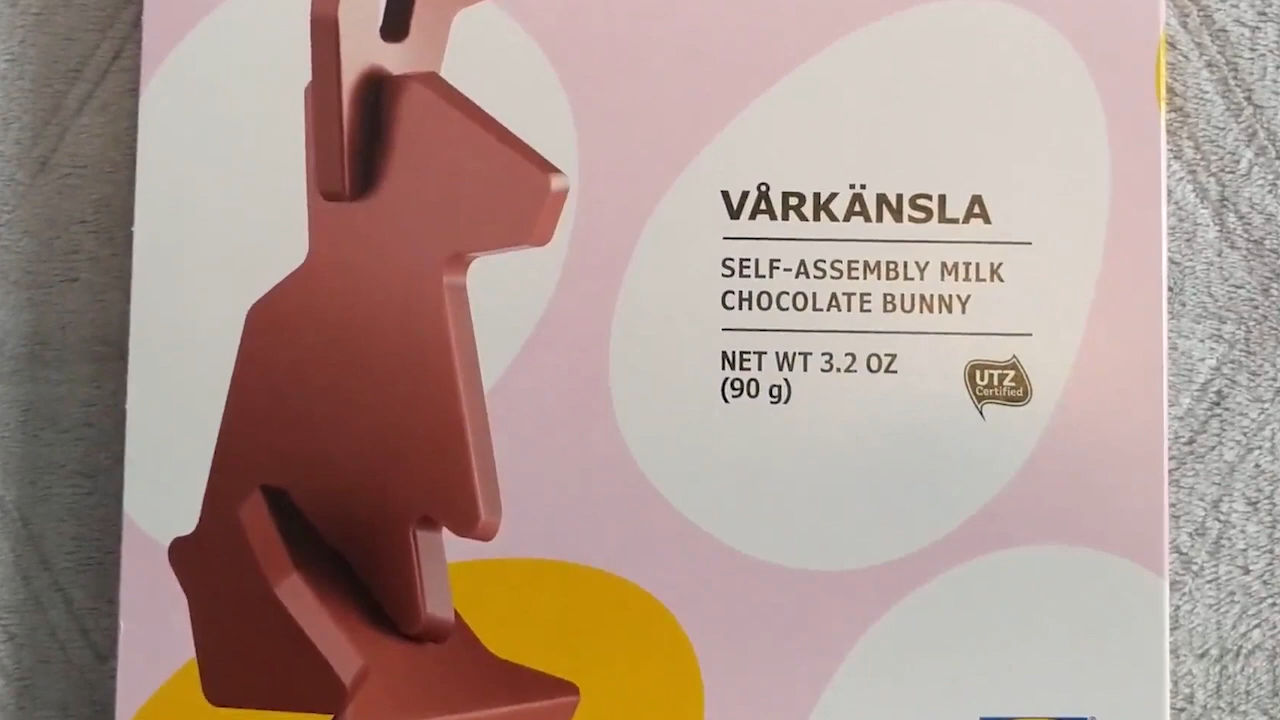 VÅRKÄNSLA
SELF-ASSEMBLY MILK
CHOCOLATE BUNNY
NET WT 3.2 OZ
(90 g)
UTZ
Certified